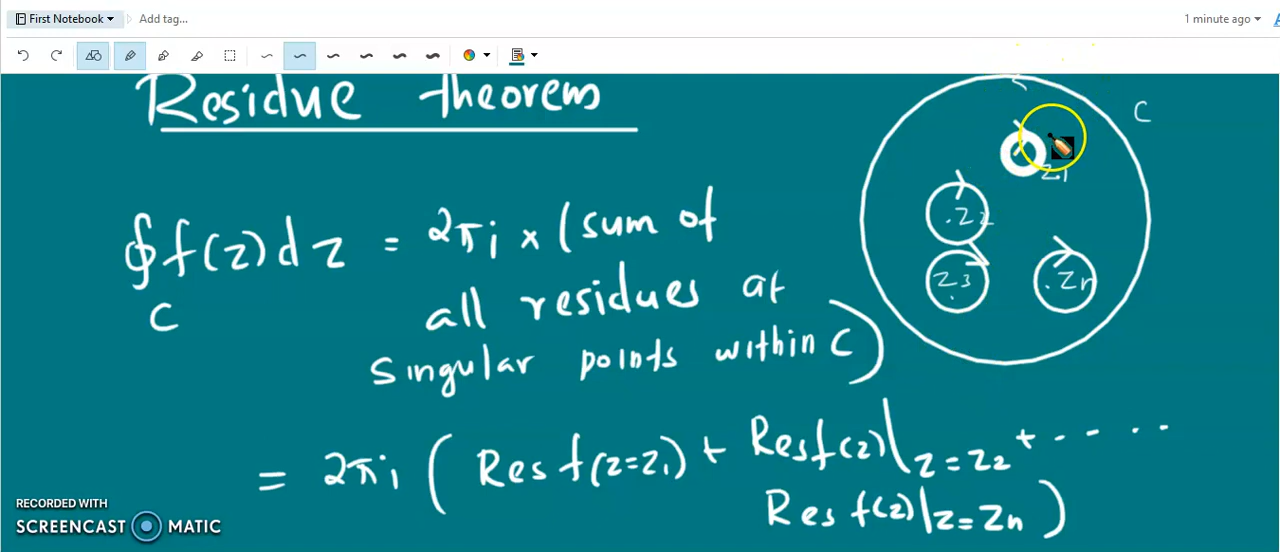 First Notebook
Add tag...
1 minute ago
Residue theorem
C
z1
.z2
z3
.zn
∮f(z)dz = 2πi × (sum of
C
all residues at
singular points within C)
= 2πi ( Res f(z=z1) + Res f(z)|z=z2 + - - - - -
Res f(z)|z=zn )
RECORDED WITH
SCREENCAST MATIC